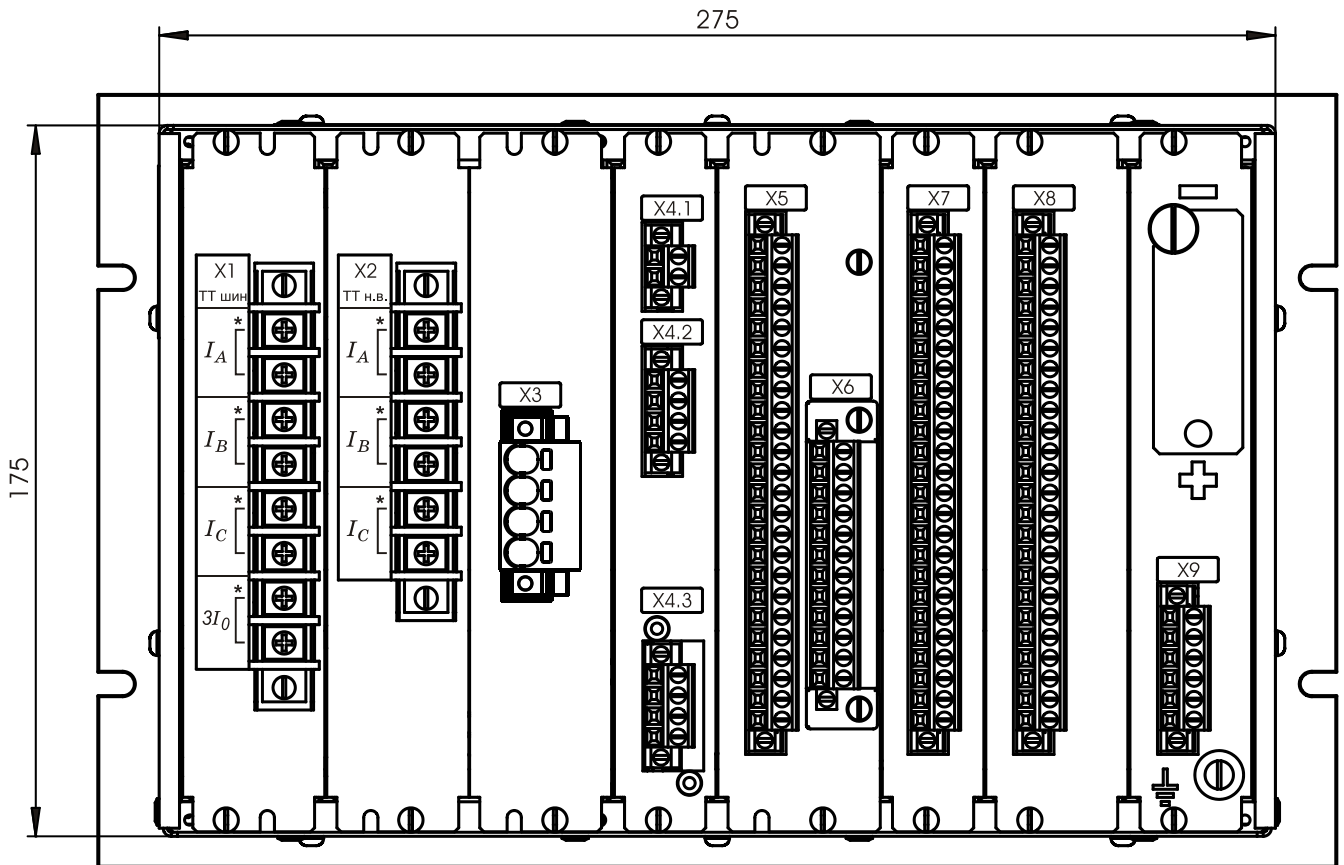 275
175
X1
ТТ шин
*
I_A
*
I_B
*
I_C
*
3I_0
X2
ТТ н.в.
*
I_A
*
I_B
*
I_C
X3
X4.1
X4.2
X4.3
X5
X6
X7
X8
X9